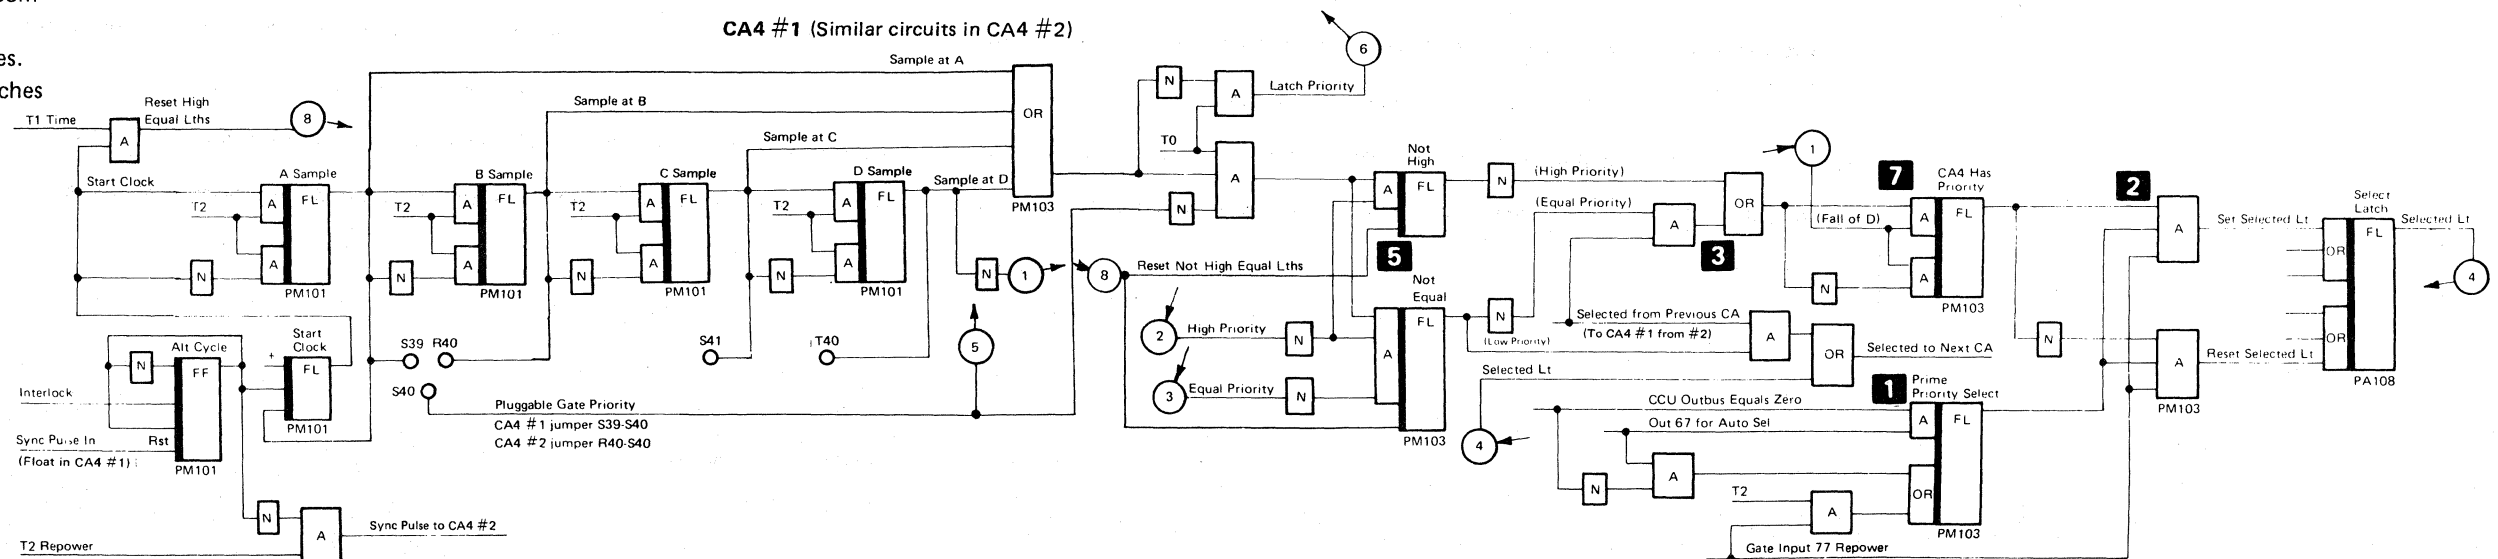 com
CA4 #1 (Similar circuits in CA4 #2)
es.
ches
T1 Time
A
Reset High
Equal Lths
8
Sample at A
Sample at B
Sample at C
Sample at D
OR
PM103
N
A
Latch Priority
6
T0
A
N
Start Clock
A Sample
T2
A
FL
A
N
PM101
B Sample
T2
A
FL
A
N
PM101
C Sample
T2
A
FL
A
N
PM101
D Sample
T2
A
FL
A
N
PM101
N
1
8
5
Alt Cycle
N
FF
Interlock
Sync Pulse In
Rst
(Float in CA4 #1)
PM101
Start
Clock
+
FL
PM101
S39
R40
S41
T40
S40
Pluggable Gate Priority
CA4 #1 jumper S39-S40
CA4 #2 jumper R40-S40
N
A
Sync Pulse to CA4 #2
T2 Repower
Not
High
A
FL
5
Reset Not High Equal Lths
Not
Equal
2
High Priority
N
3
Equal Priority
N
A
FL
PM103
N
(High Priority)
(Equal Priority)
A
OR
3
N
(Low Priority)
Selected from Previous CA
(To CA4 #1 from #2)
A
OR
Selected to Next CA
Selected Lt
4
1
7
CA4 Has
Priority
(Fall of D)
A
FL
A
N
PM103
2
A
Set Selected Lt
N
A
Reset Selected Lt
PM103
Select
Latch
OR
FL
OR
PA108
Selected Lt
4
1
Prime
Priority Select
CCU Outbus Equals Zero
Out 67 for Auto Sel
A
FL
N
A
OR
T2
A
PM103
Gate Input 77 Repower